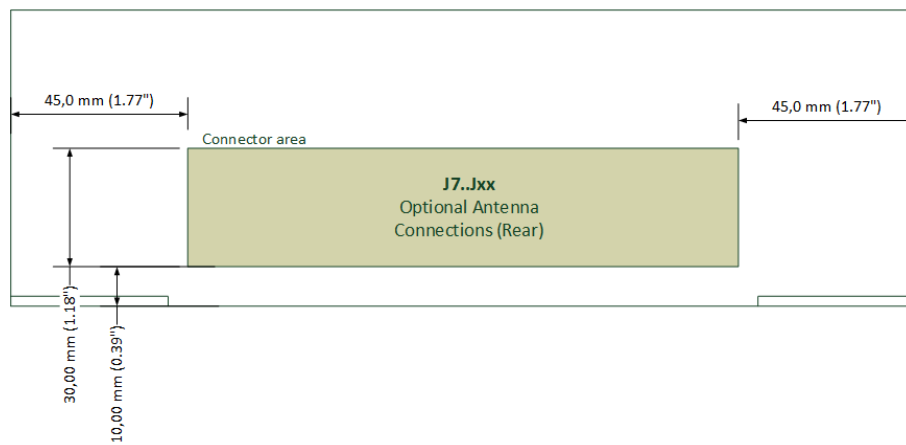 45,0 mm (1.77")
45,0 mm (1.77")
Connector area
J7..Jxx
Optional Antenna
Connections (Rear)
30,00 mm (1.18")
10,00 mm (0.39")